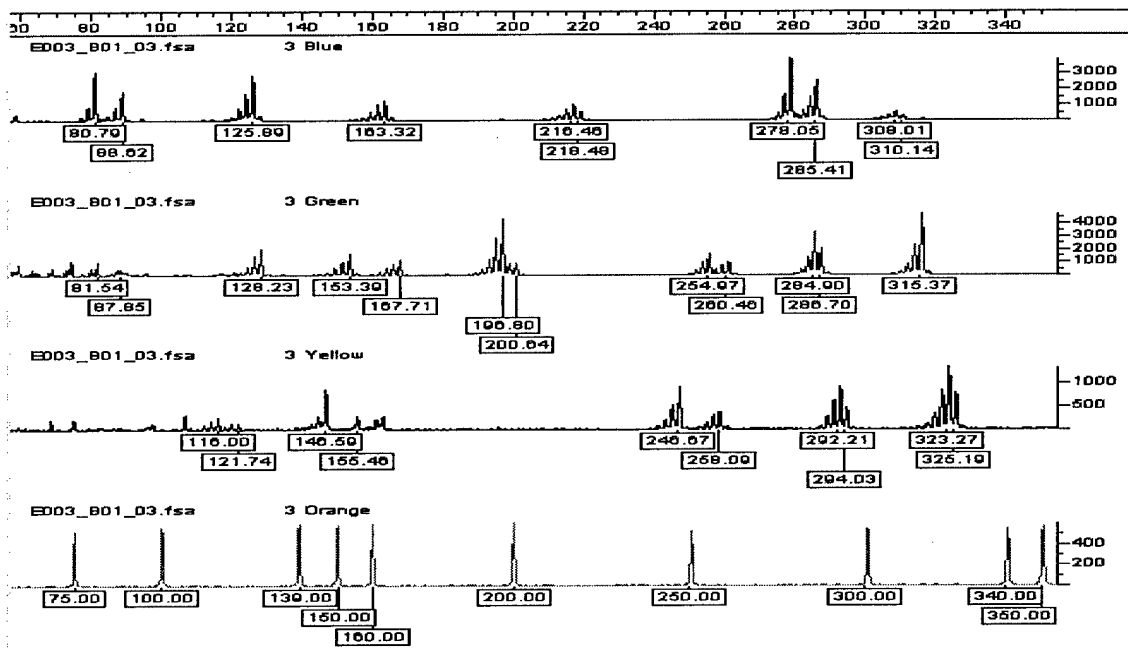 80 100 120 140 160 180 200 220 240 260 280 300 320 340
E003_B01_03.fsa 3 Blue
3000
2000
1000
80.79 125.89 163.32 216.46 278.05 308.01
88.62 218.48 310.14
285.41
E003_B01_03.fsa 3 Green
4000
3000
2000
1000
81.54 128.23 153.39 254.97 284.90 315.37
87.85 167.71 260.46 286.70
196.80
200.64
E003_B01_03.fsa 3 Yellow
1000
500
116.00 146.59 246.67 292.21 323.27
121.74 155.46 258.09 325.19
294.03
E003_B01_03.fsa 3 Orange
400
200
75.00 100.00 139.00 200.00 250.00 300.00 340.00
150.00 350.00
160.00